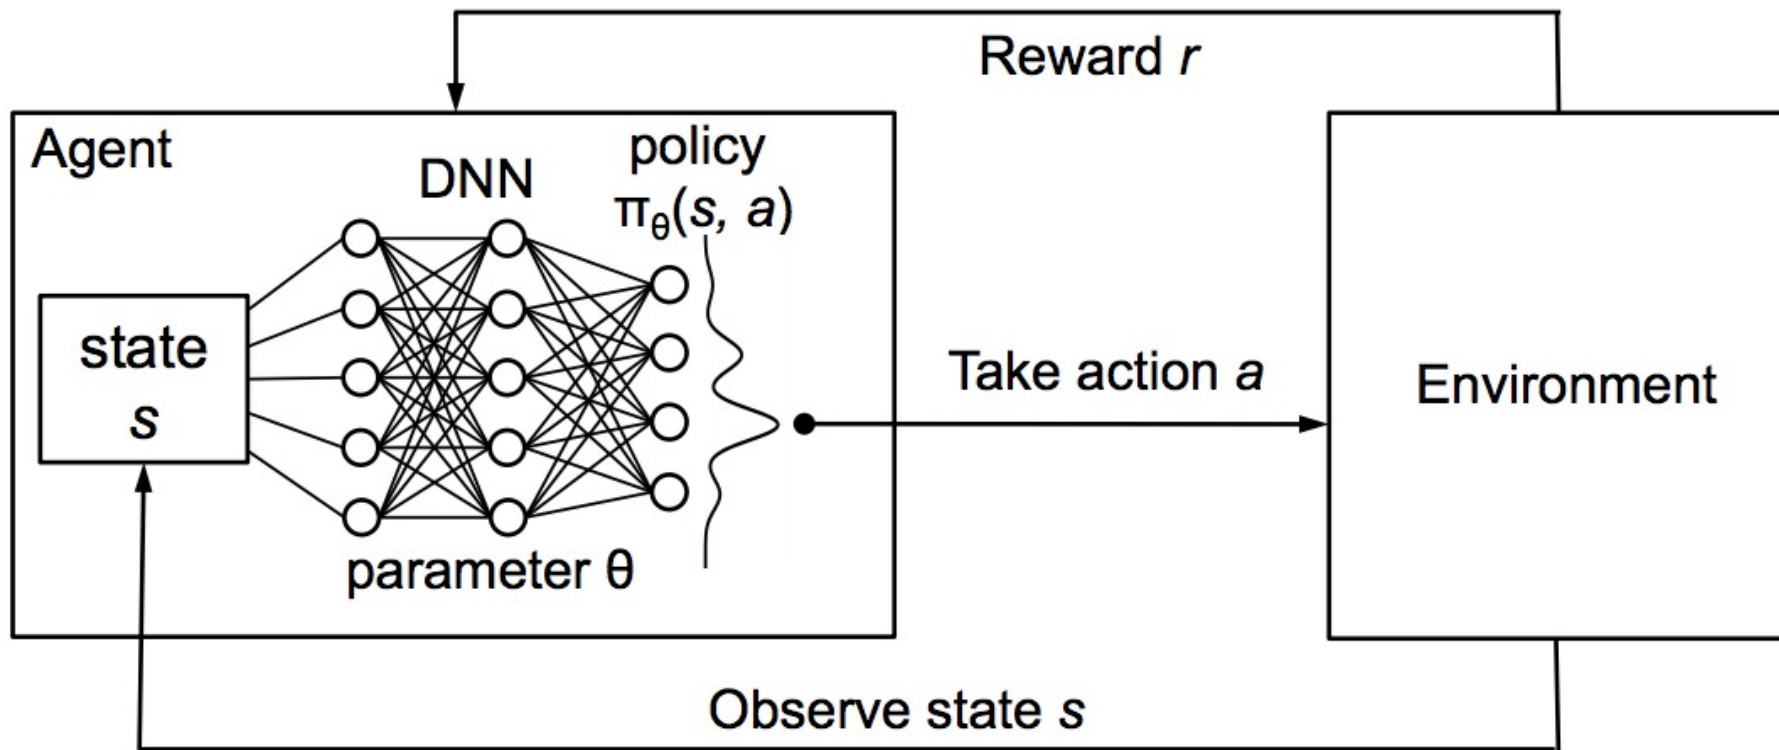 Reward r
Agent
DNN
policy
πθ(s, a)
state
s
Take action a
Environment
parameter θ
Observe state s